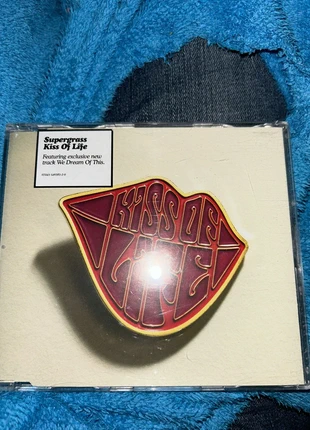 Supergrass
Kiss Of Life
Featuring exclusive new
track We Dream Of This.
KISS OF
LIFE